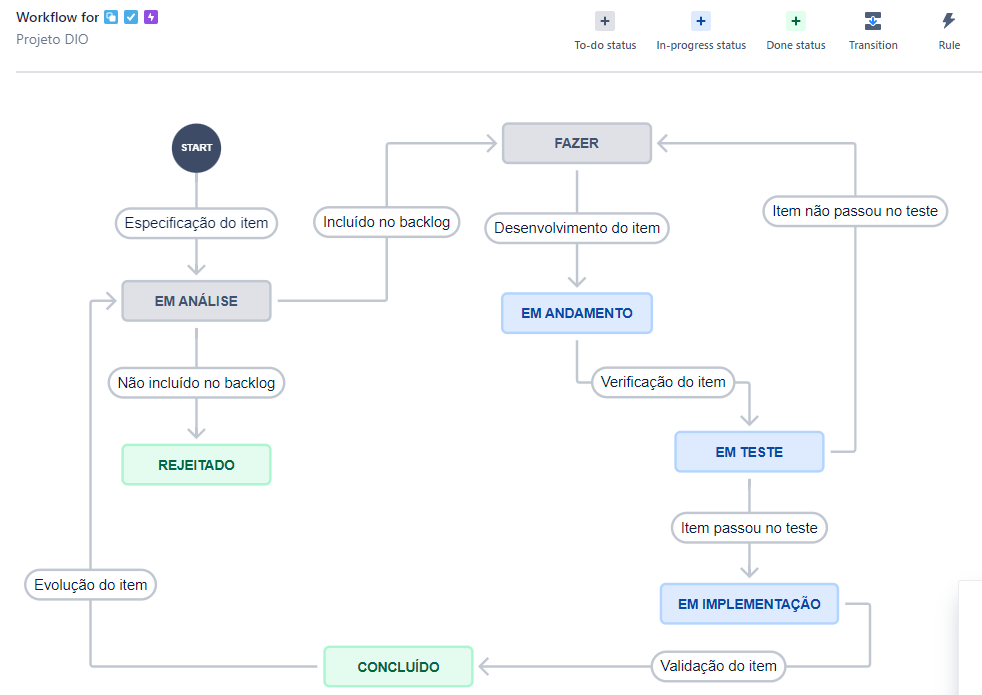 Workflow for
Projeto DIO
To-do status
In-progress status
Done status
Transition
Rule
START
Especificação do item
Incluído no backlog
FAZER
Desenvolvimento do item
Item não passou no teste
EM ANÁLISE
EM ANDAMENTO
Não incluído no backlog
Verificação do item
REJEITADO
EM TESTE
Item passou no teste
Evolução do item
EM IMPLEMENTAÇÃO
CONCLUÍDO
Validação do item